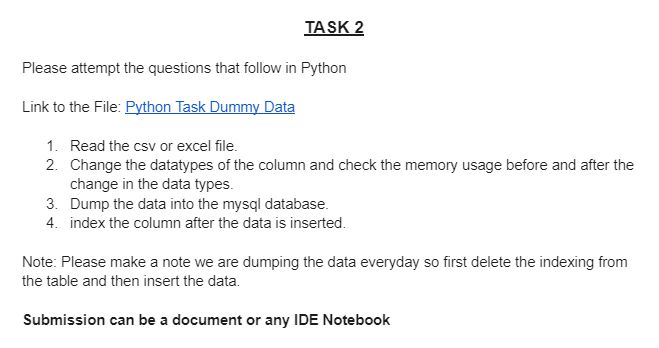 TASK 2
Please attempt the questions that follow in Python
Link to the File: Python Task Dummy Data
1. Read the csv or excel file.
2. Change the datatypes of the column and check the memory usage before and after the
change in the data types.
3. Dump the data into the mysql database.
4. index the column after the data is inserted.
Note: Please make a note we are dumping the data everyday so first delete the indexing from
the table and then insert the data.
Submission can be a document or any IDE Notebook